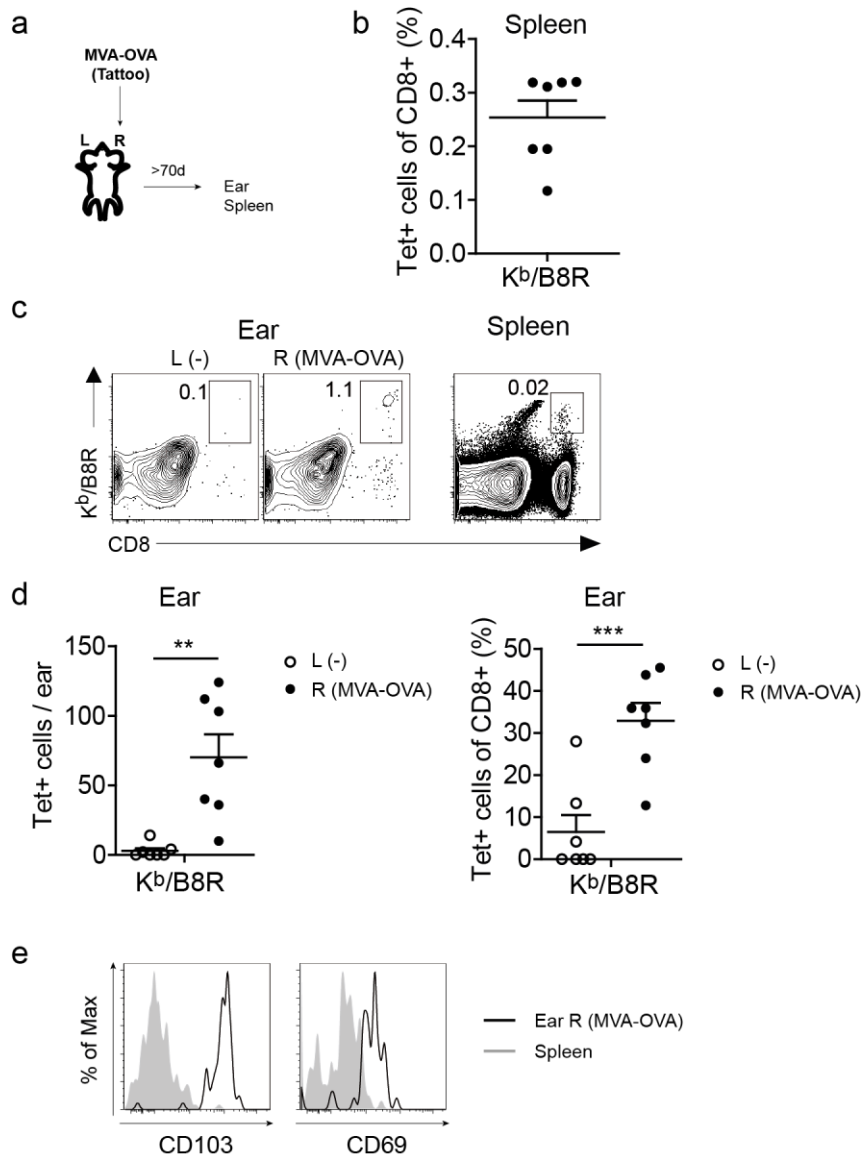 a
MVA-OVA
(Tattoo)
L R
>70d
Ear
Spleen
b
Spleen
Tet+ cells of CD8+ (%)
0.4
0.3
0.2
0.1
0.0
Kb/B8R
c
Ear
Spleen
L (-)
R (MVA-OVA)
0.1
1.1
0.02
Kb/B8R
CD8
d
Ear
Tet+ cells / ear
150
100
50
0
**
Kb/B8R
L (-)
R (MVA-OVA)
Ear
Tet+ cells of CD8+ (%)
50
40
30
20
10
0
***
Kb/B8R
L (-)
R (MVA-OVA)
e
% of Max
CD103
CD69
Ear R (MVA-OVA)
Spleen